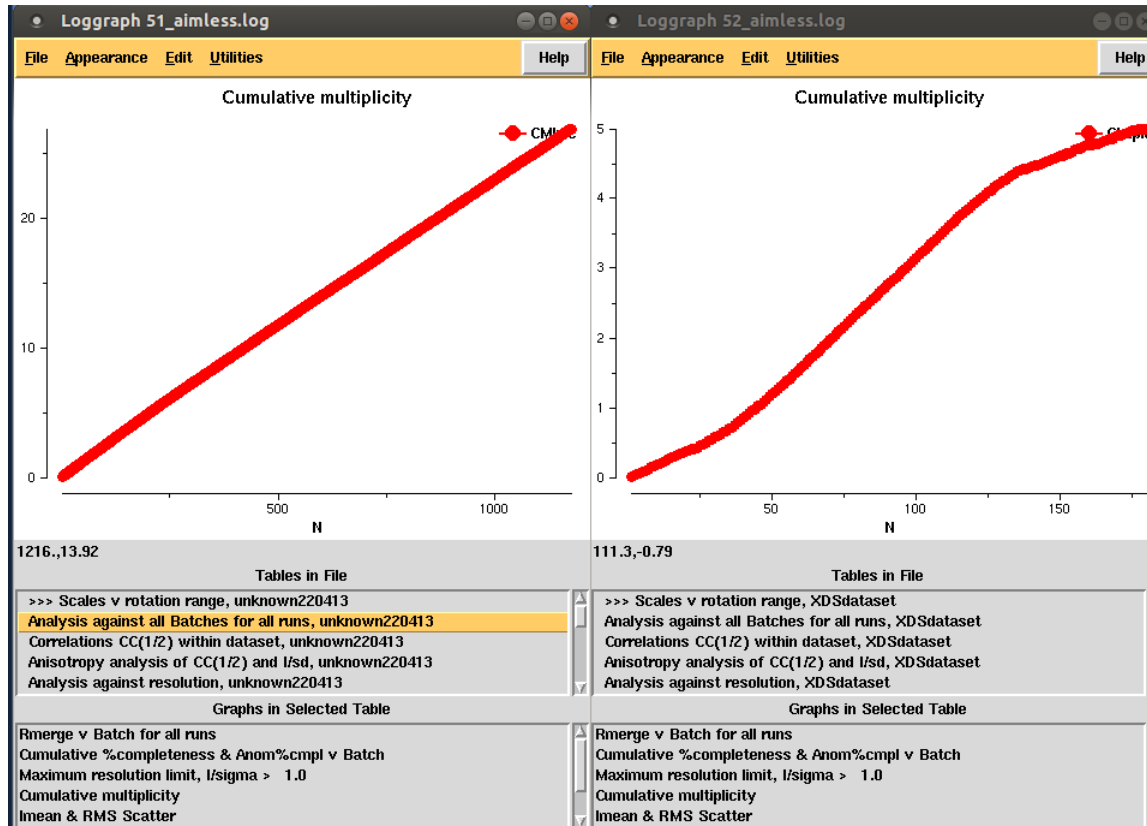 Loggraph 51_aimless.log
File Appearance Edit Utilities Help
Cumulative multiplicity
20
10
0
500 1000
N
1216.,13.92
Tables in File
>>> Scales v rotation range, unknown220413
Analysis against all Batches for all runs, unknown220413
Correlations CC(1/2) within dataset, unknown220413
Anisotropy analysis of CC(1/2) and I/sd, unknown220413
Analysis against resolution, unknown220413
Graphs in Selected Table
Rmerge v Batch for all runs
Cumulative %completeness & Anom%cmpl v Batch
Maximum resolution limit, I/sigma > 1.0
Cumulative multiplicity
Imean & RMS Scatter
Loggraph 52_aimless.log
File Appearance Edit Utilities Help
Cumulative multiplicity
5
4
3
2
1
0
50 100 150
N
111.3,-0.79
Tables in File
>>> Scales v rotation range, XDSdataset
Analysis against all Batches for all runs, XDSdataset
Correlations CC(1/2) within dataset, XDSdataset
Anisotropy analysis of CC(1/2) and I/sd, XDSdataset
Analysis against resolution, XDSdataset
Graphs in Selected Table
Rmerge v Batch for all runs
Cumulative %completeness & Anom%cmpl v Batch
Maximum resolution limit, I/sigma > 1.0
Cumulative multiplicity
Imean & RMS Scatter